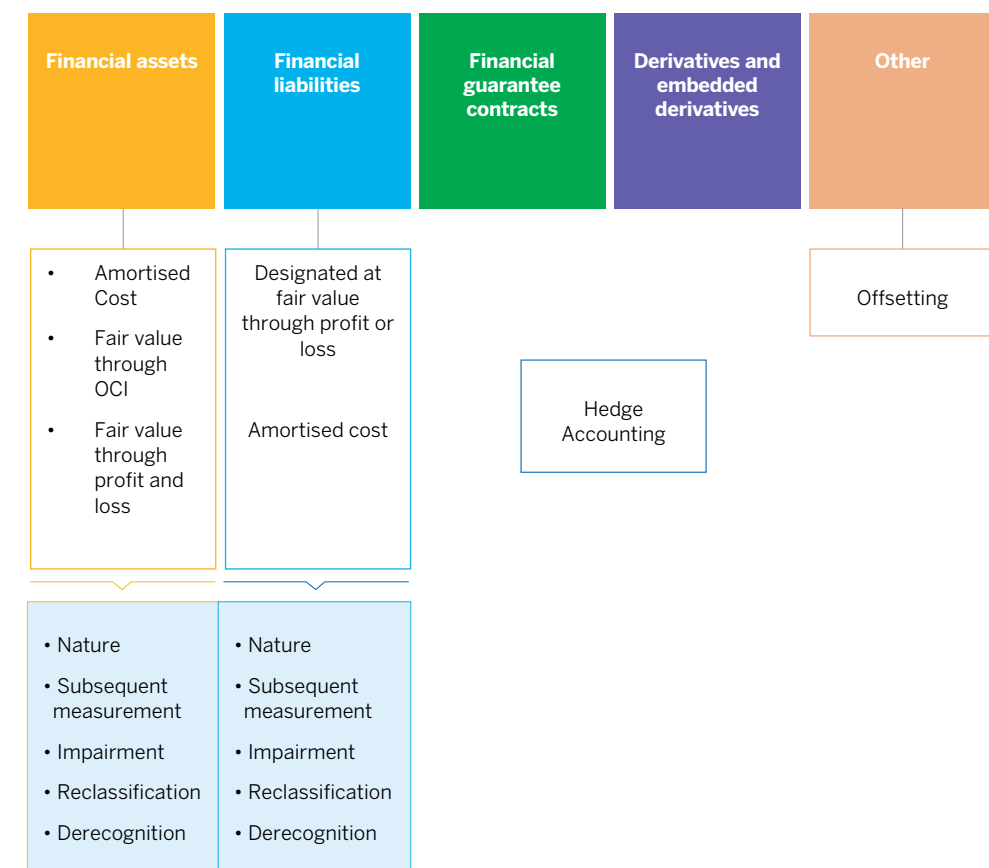 Financial assets
Financial
liabilities
Financial
guarantee
contracts
Derivatives and
embedded
derivatives
Other
• Amortised
Cost
• Fair value
through
OCI
• Fair value
through
profit and
loss
Designated at
fair value
through profit or
loss
Amortised cost
Hedge
Accounting
Offsetting
• Nature
• Subsequent
measurement
• Impairment
• Reclassification
• Derecognition
• Nature
• Subsequent
measurement
• Impairment
• Reclassification
• Derecognition